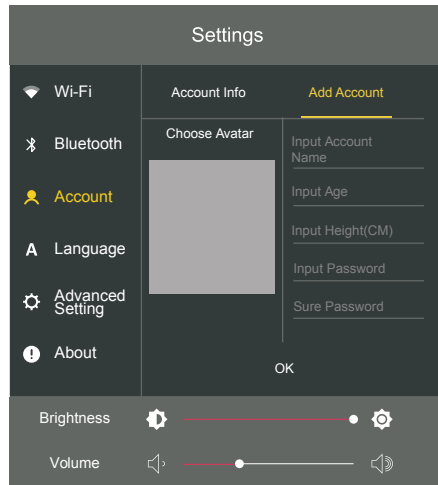 Settings
Wi-Fi
Account Info
Add Account
Bluetooth
Choose Avatar
Input Account
Name
Account
Input Age
Input Height(CM)
A
Language
Input Password
Advanced
Setting
Sure Password
About
OK
Brightness
Volume